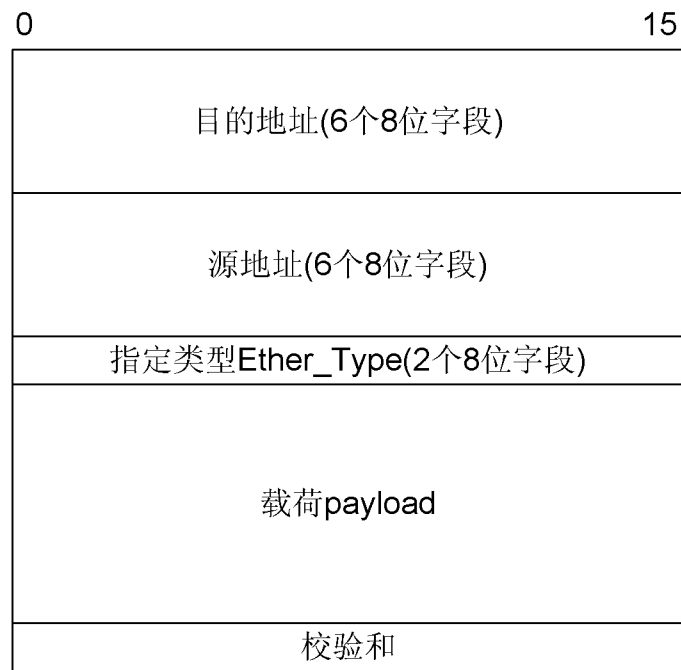 0 15
目的地址(6个8位字段)
源地址(6个8位字段)
指定类型Ether_Type(2个8位字段)
载荷payload
校验和